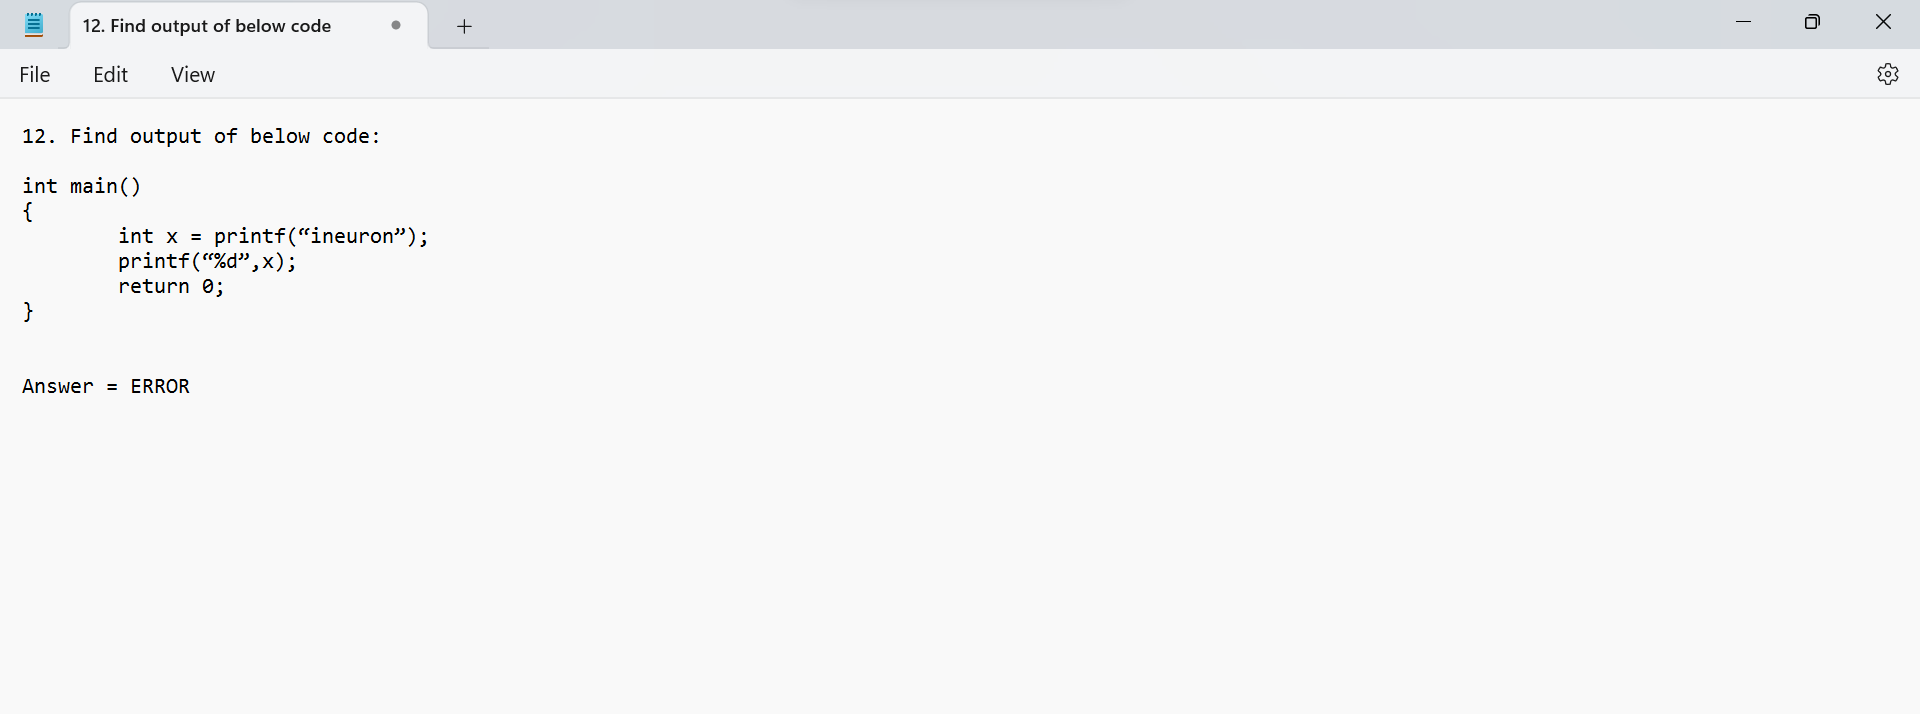 12. Find output of below code
File Edit View
12. Find output of below code:
int main()
{
int x = printf(“ineuron”);
printf(“%d”,x);
return 0;
}
Answer = ERROR